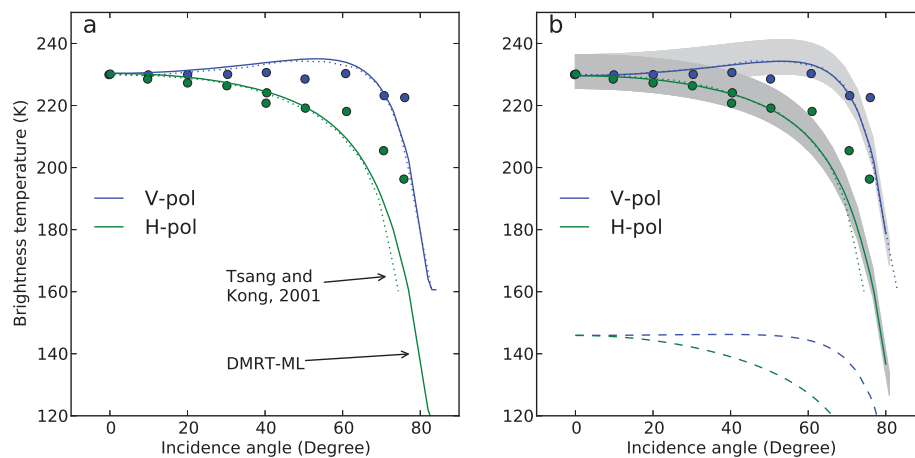 a
240
220
200
180
160
140
120
Brightness temperature (K)
V-pol
H-pol
Tsang and
Kong, 2001
DMRT-ML
0 20 40 60 80
Incidence angle (Degree)
b
240
220
200
180
160
140
120
V-pol
H-pol
0 20 40 60 80
Incidence angle (Degree)